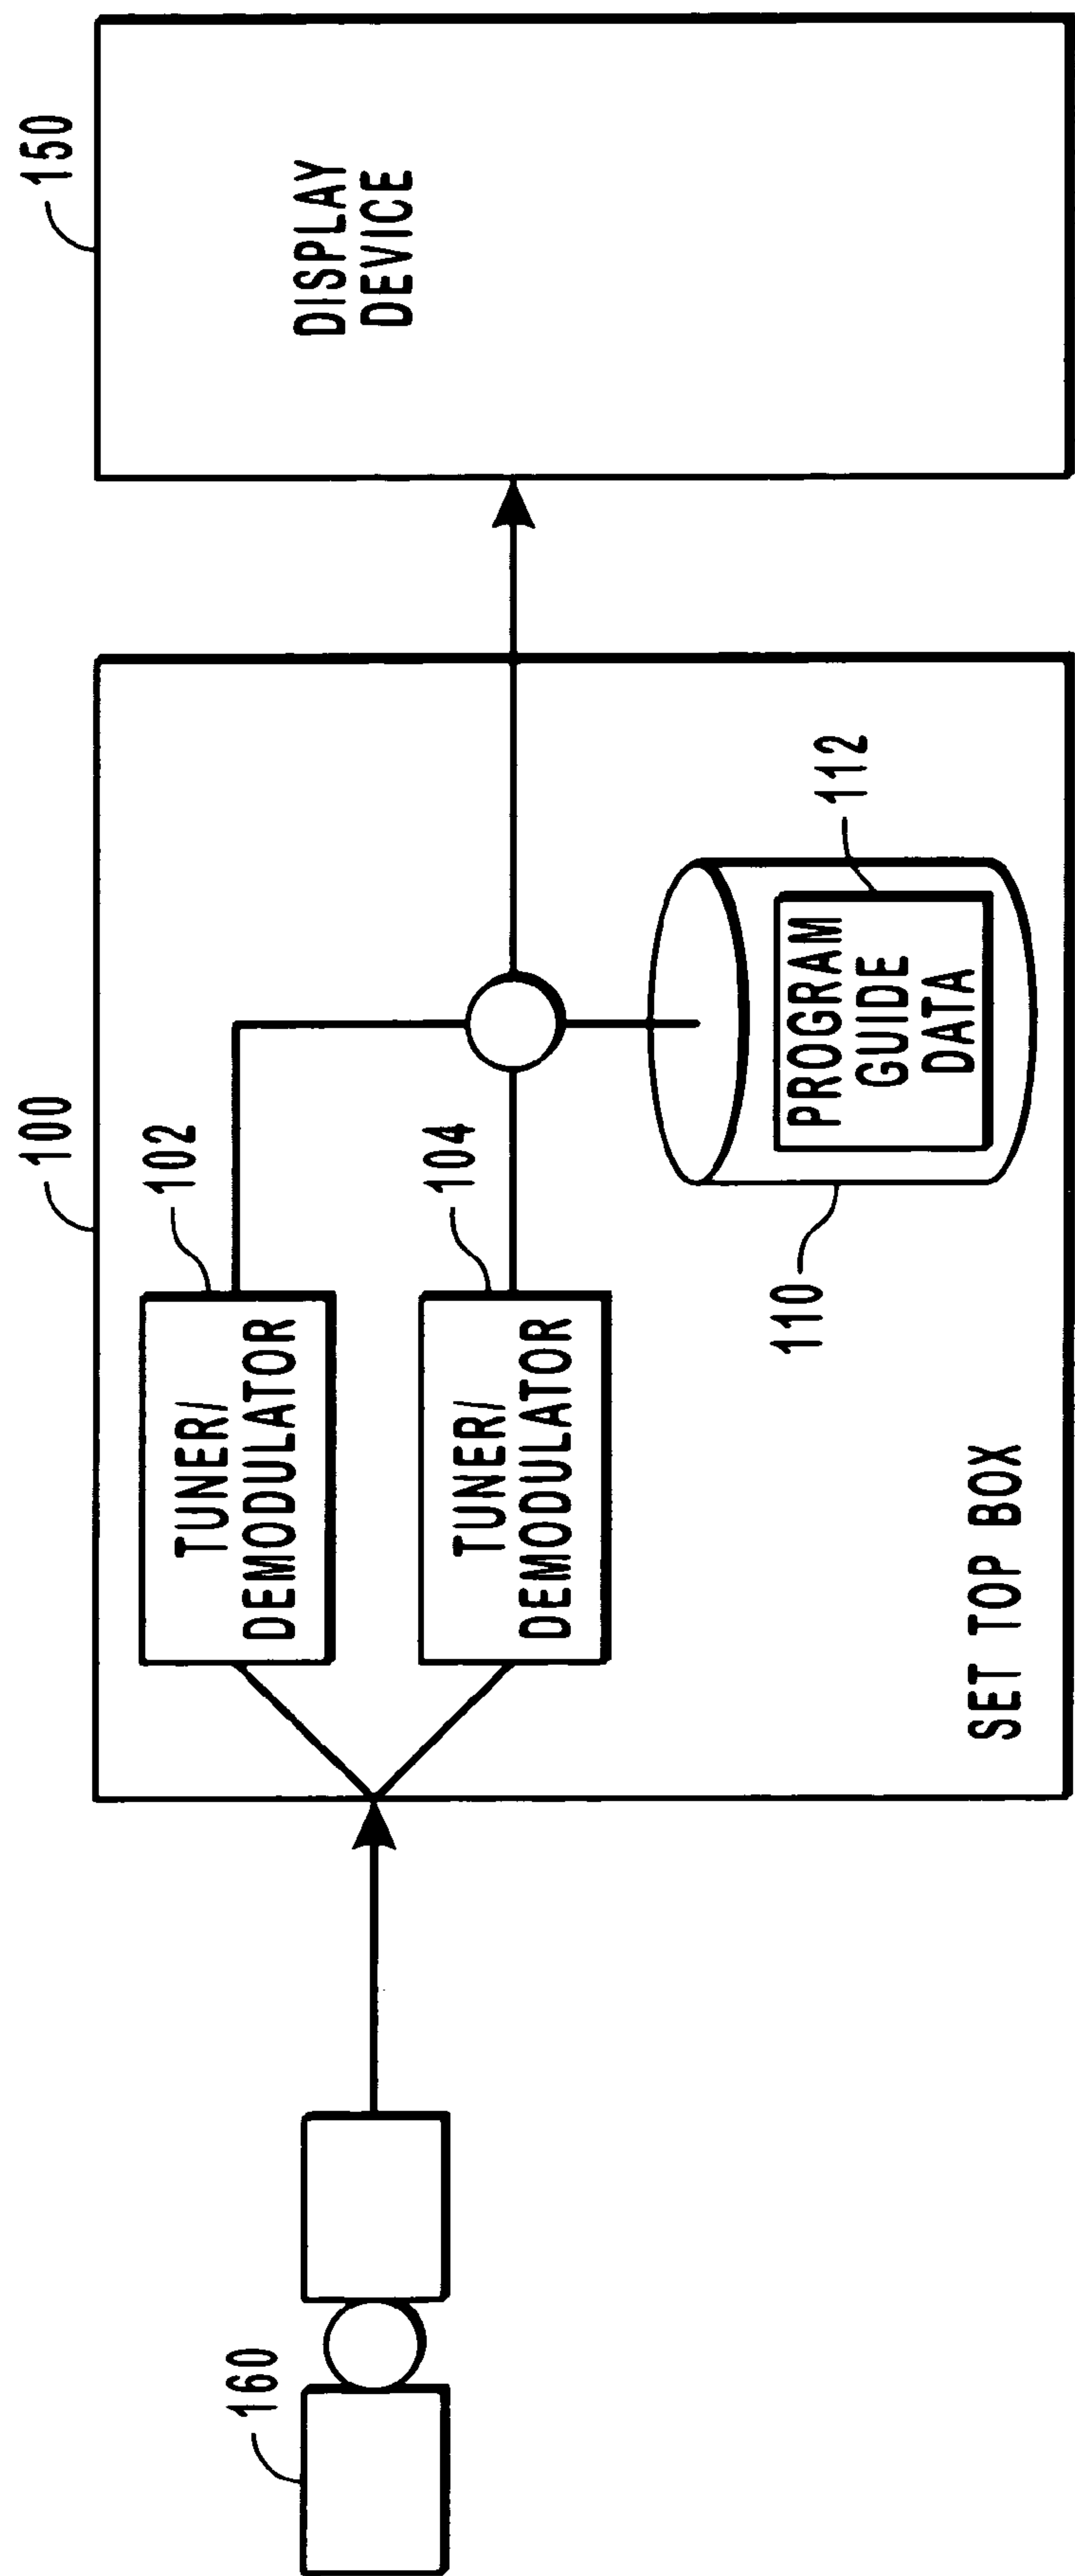 100
150
160
102
TUNER/
DEMODULATOR
DISPLAY
DEVICE
104
TUNER/
DEMODULATOR
112
PROGRAM
GUIDE
DATA
110
SET TOP BOX